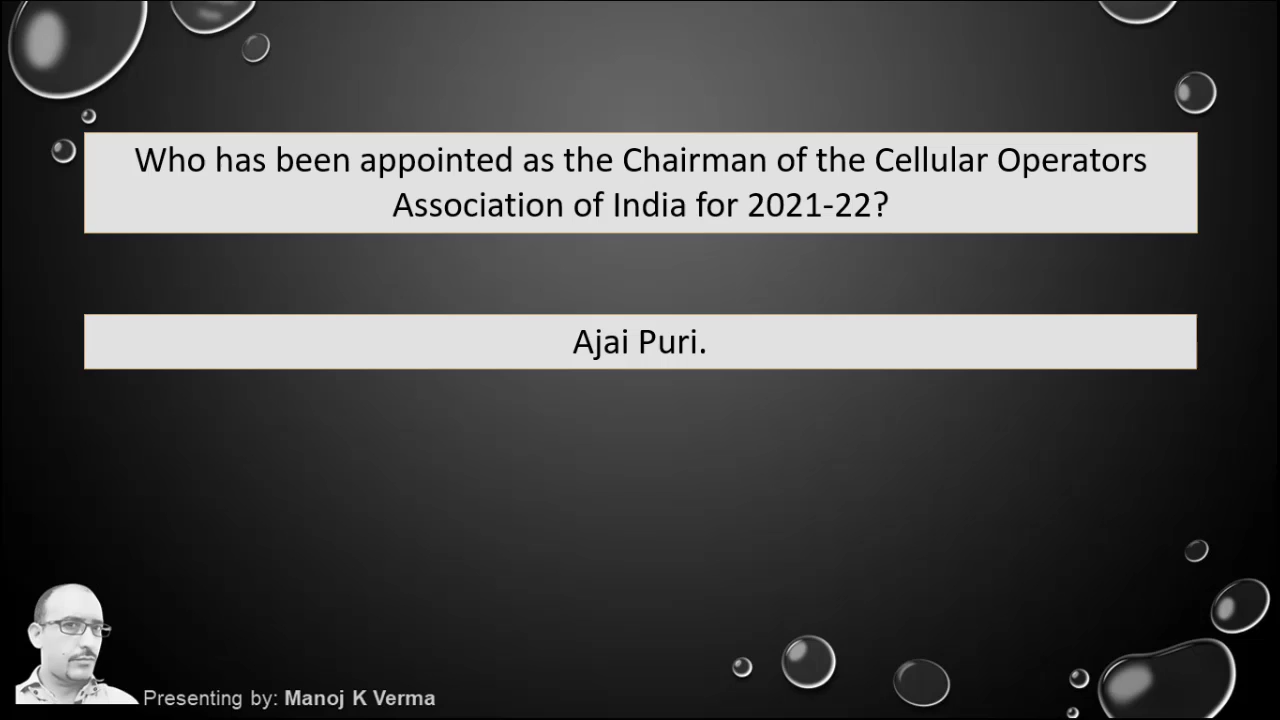 Who has been appointed as the Chairman of the Cellular Operators
Association of India for 2021-22?
Ajai Puri.
Presenting by: Manoj K Verma